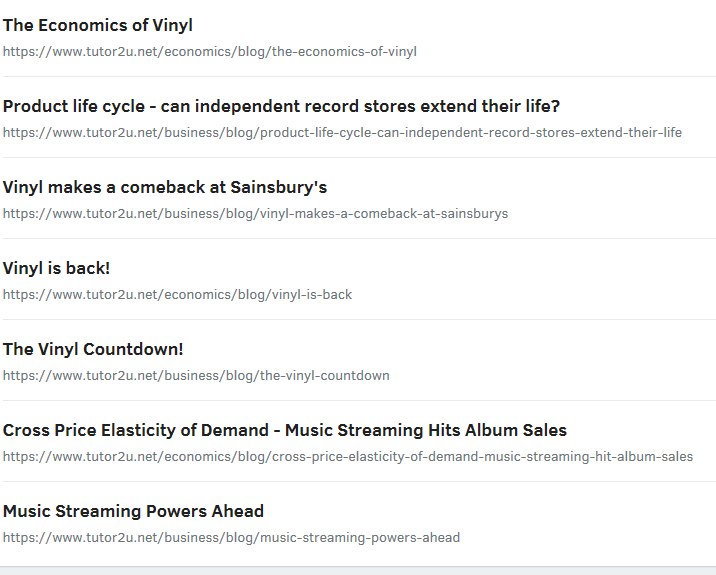 The Economics of Vinyl
https://www.tutor2u.net/economics/blog/the-economics-of-vinyl
Product life cycle - can independent record stores extend their life?
https://www.tutor2u.net/business/blog/product-life-cycle-can-independent-record-stores-extend-their-life
Vinyl makes a comeback at Sainsbury's
https://www.tutor2u.net/business/blog/vinyl-makes-a-comeback-at-sainsburys
Vinyl is back!
https://www.tutor2u.net/economics/blog/vinyl-is-back
The Vinyl Countdown!
https://www.tutor2u.net/business/blog/the-vinyl-countdown
Cross Price Elasticity of Demand - Music Streaming Hits Album Sales
https://www.tutor2u.net/economics/blog/cross-price-elasticity-of-demand-music-streaming-hit-album-sales
Music Streaming Powers Ahead
https://www.tutor2u.net/business/blog/music-streaming-powers-ahead